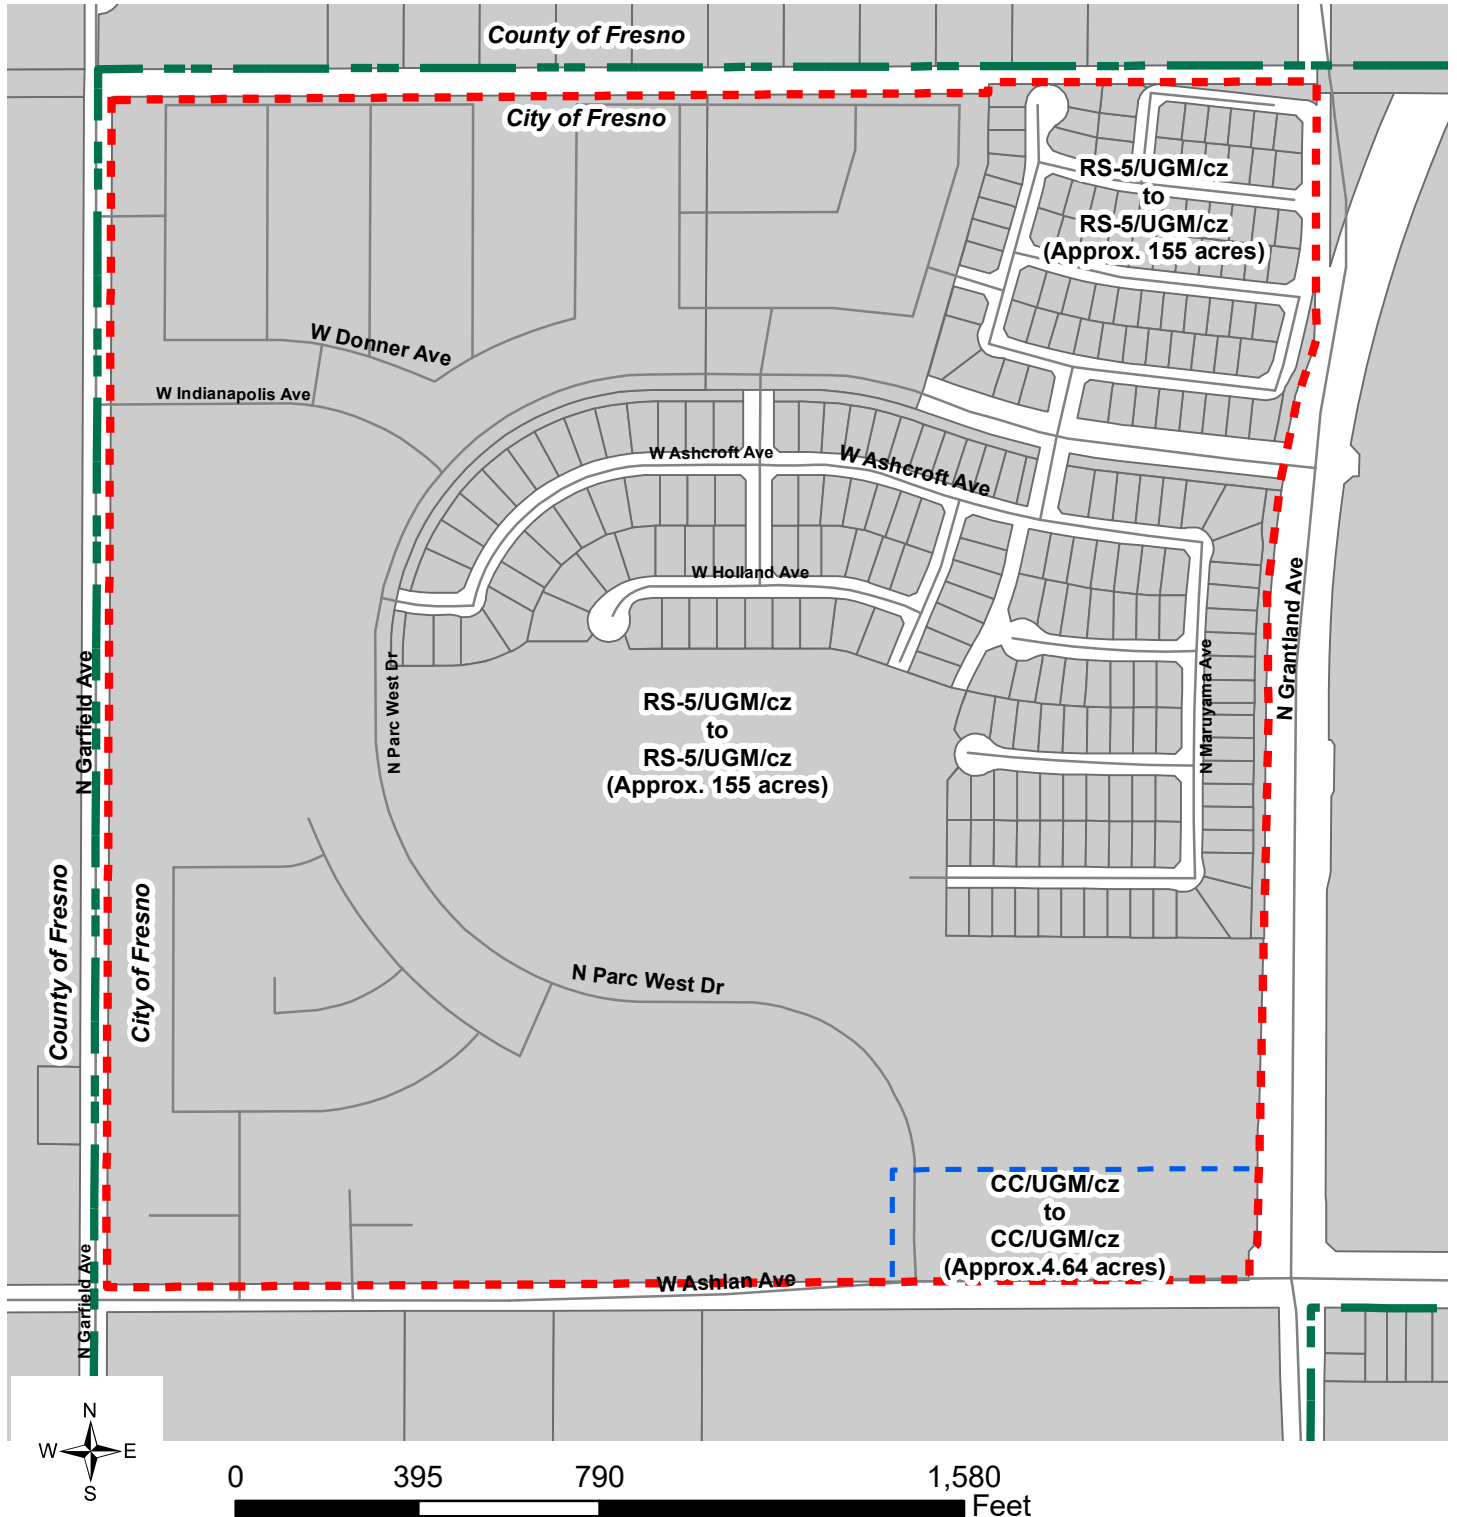 County of Fresno
City of Fresno
RS-5/UGM/cz
to
RS-5/UGM/cz
(Approx. 155 acres)
W Donner Ave
W Indianapolis Ave
W Ashcroft Ave
W Ashcroft Ave
W Holland Ave
N Garfield Ave
N Parc West Dr
RS-5/UGM/cz
to
RS-5/UGM/cz
(Approx. 155 acres)
N Maruyama Ave
N Grantland Ave
County of Fresno
City of Fresno
N Parc West Dr
CC/UGM/cz
to
CC/UGM/cz
(Approx.4.64 acres)
N Garfield Ave
W Ashlan Ave
N
W E
S
0 395 790 1,580
Feet